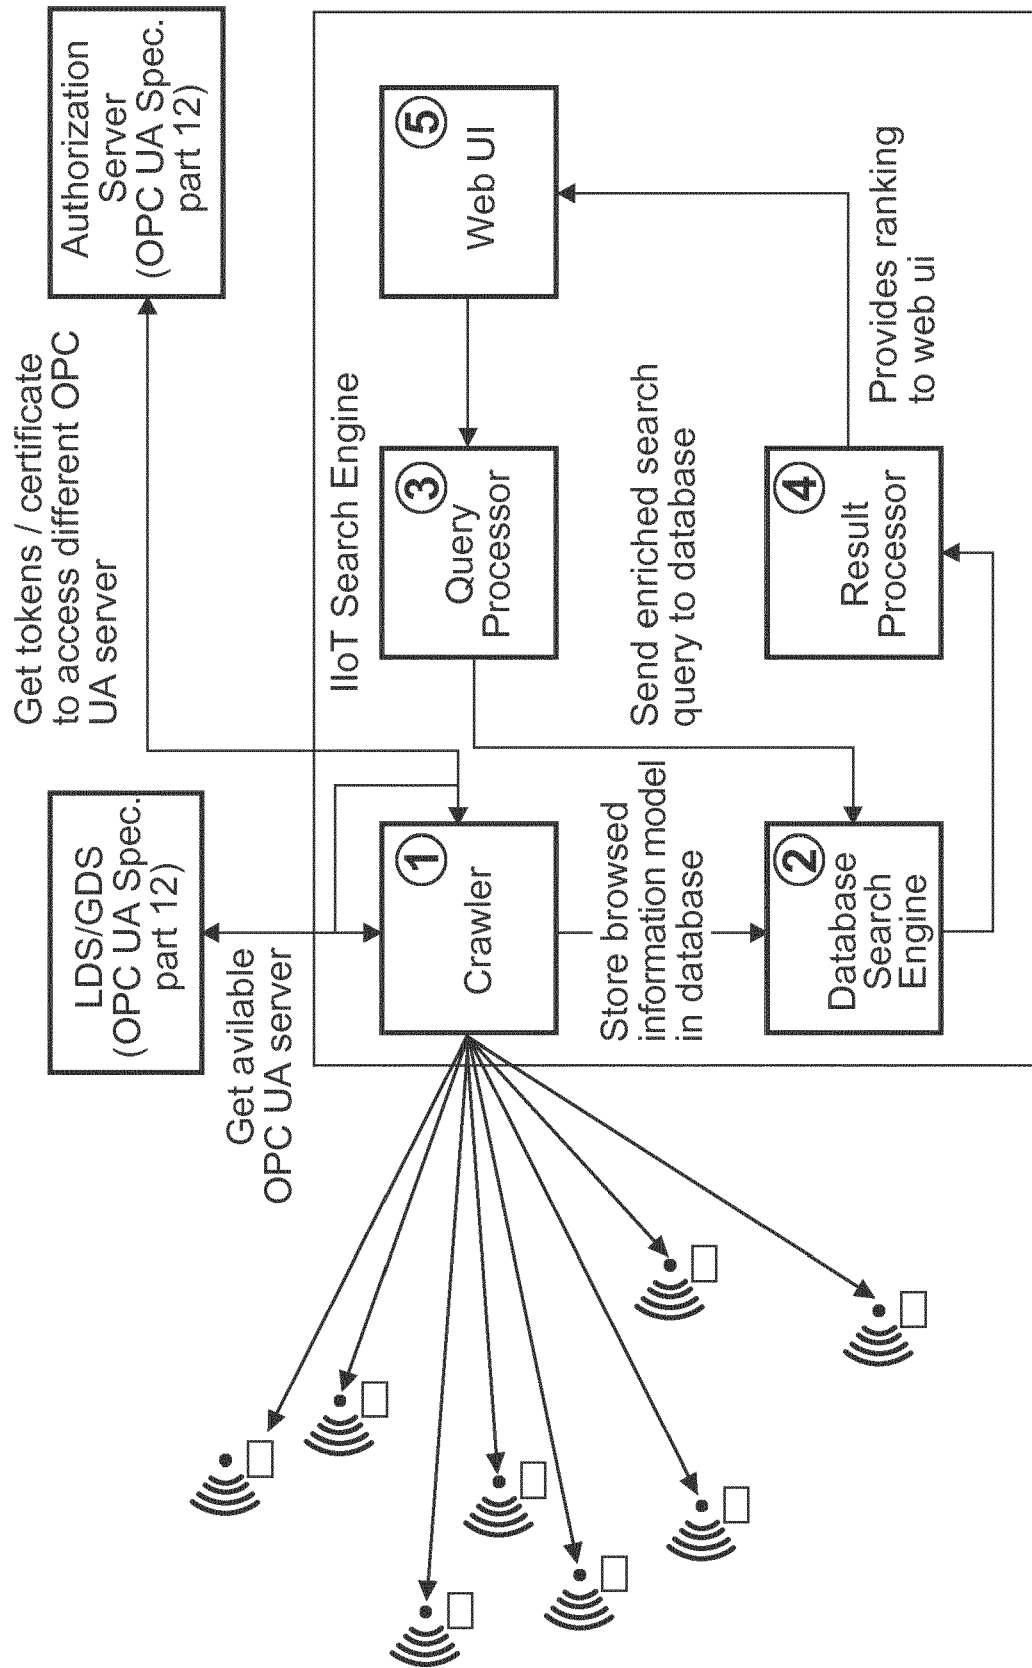 LDS/GDS
(OPC UA Spec.
part 12)
Get tokens / certificate
to access different OPC
UA server
Authorization
Server
(OPC UA Spec.
part 12)
Get avilable
OPC UA server
IIoT Search Engine
1
Crawler
3
Query
Processor
5
Web UI
Store browsed
information model
in database
Send enriched search
query to database
2
Database
Search
Engine
4
Result
Processor
Provides ranking
to web ui